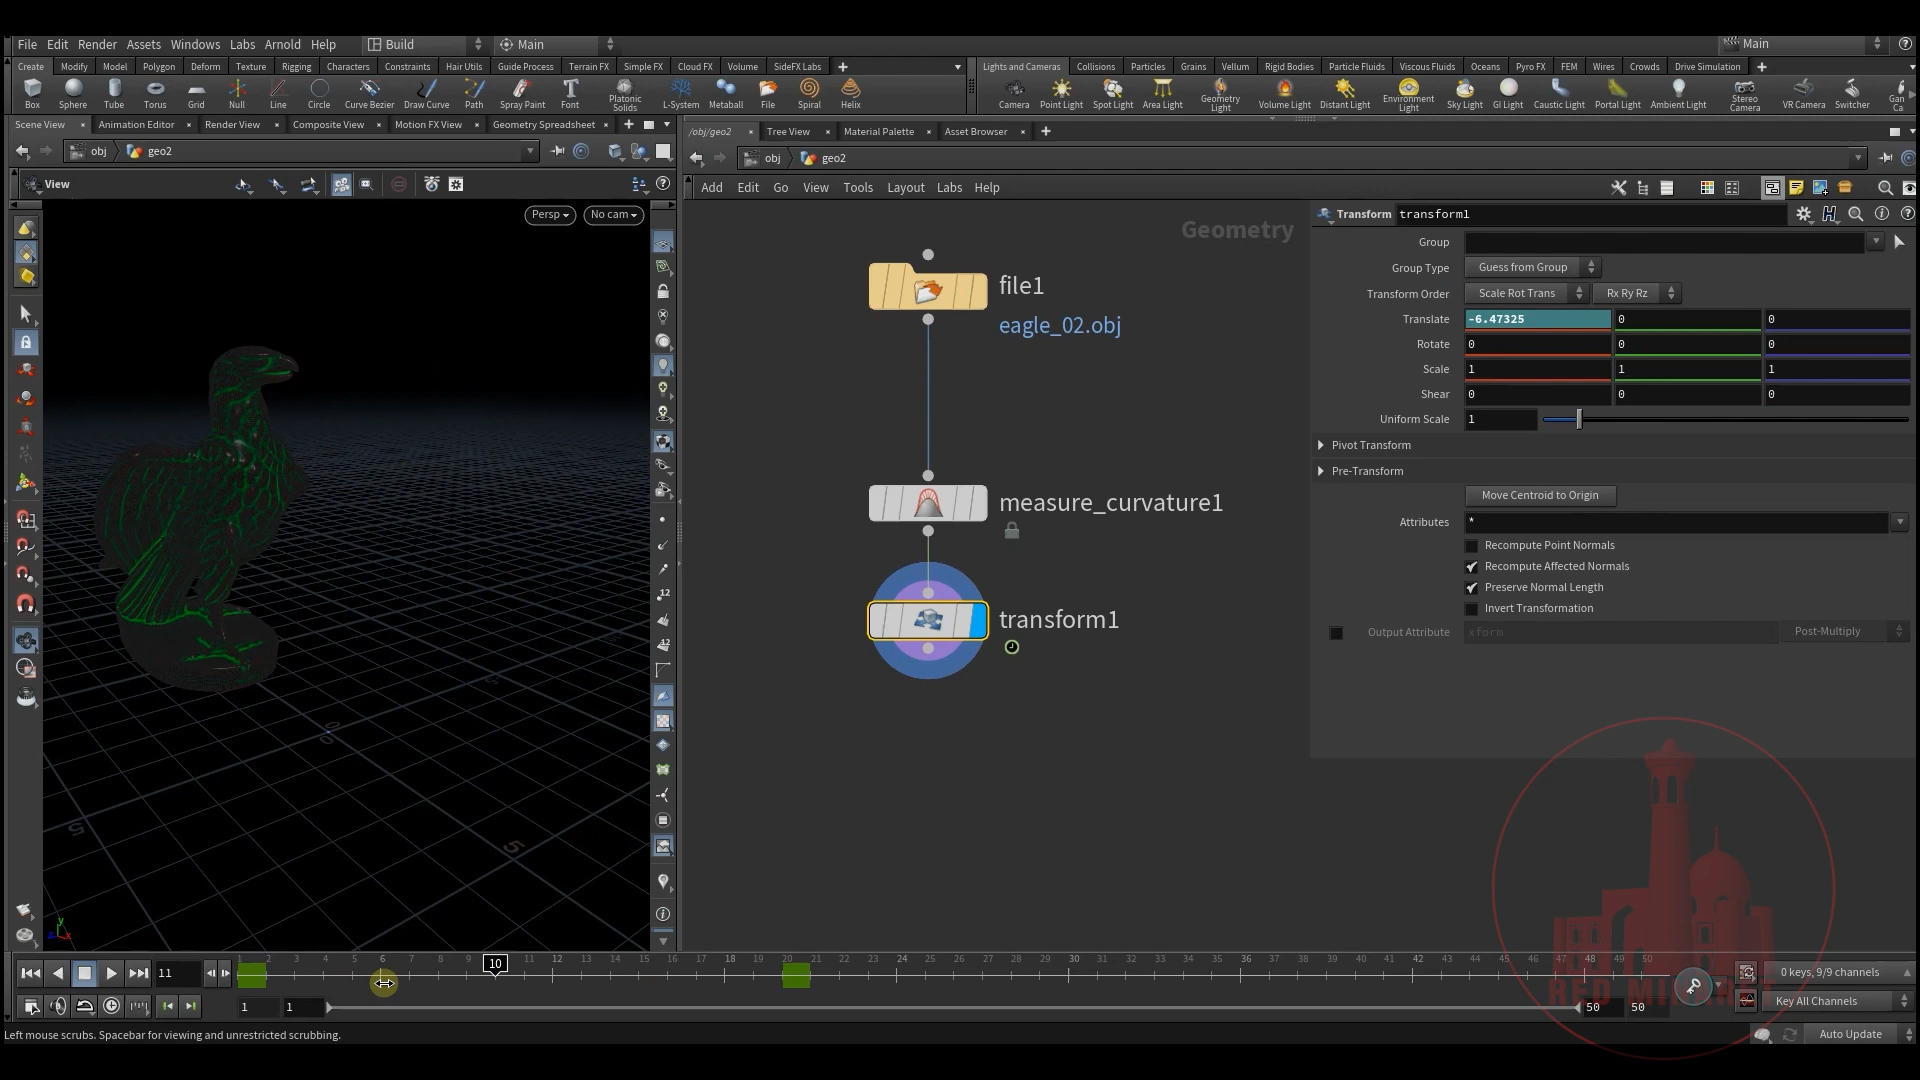 File Edit Render Assets Windows Labs Arnold Help Build Main Main
Create Modify Model Polygon Deform Texture Rigging Characters Constraints Hair Utils Guide Process Terrain FX Simple FX Cloud FX Volume SideFX Labs
Lights and Cameras Collisions Particles Grains Vellum Rigid Bodies Particle Fluids Viscous Fluids Oceans Pyro FX FEM Wires Crowds Drive Simulation
Box Sphere Tube Torus Grid Null Line Circle Curve Bezier Draw Curve Path Spray Paint Font Platonic Solids L-System Metaball File Spiral Helix
Camera Point Light Spot Light Area Light Geometry Light Volume Light Distant Light Environment Light Sky Light GI Light Caustic Light Portal Light Ambient Light Stereo Camera VR Camera Switcher
Scene View Animation Editor Render View Composite View Motion FX View Geometry Spreadsheet
/obj/geo2 Tree View Material Palette Asset Browser
obj geo2
obj geo2
View
Add Edit Go View Tools Layout Labs Help
Persp No cam
Geometry
file1
eagle_02.obj
measure_curvature1
transform1
Transform transform1
Group
Group Type Guess from Group
Transform Order Scale Rot Trans Rx Ry Rz
Translate -6.47325 0 0
Rotate 0 0 0
Scale 1 1 1
Shear 0 0 0
Uniform Scale 1
Pivot Transform
Pre-Transform
Move Centroid to Origin
Attributes *
Recompute Point Normals
Recompute Affected Normals
Preserve Normal Length
Invert Transformation
Output Attribute xform Post-Multiply
11 1 2 3 4 5 6 7 8 9 10 11 12 13 14 15 16 17 18 19 20 21 22 23 24 25 26 27 28 29 30 31 32 33 34 35 36 37 38 39 40 41 42 43 44 45 46 47 48 49 50
0 keys, 9/9 channels
1 1 50 50
Key All Channels
RED MINARET
Left mouse scrubs. Spacebar for viewing and unrestricted scrubbing.
Auto Update